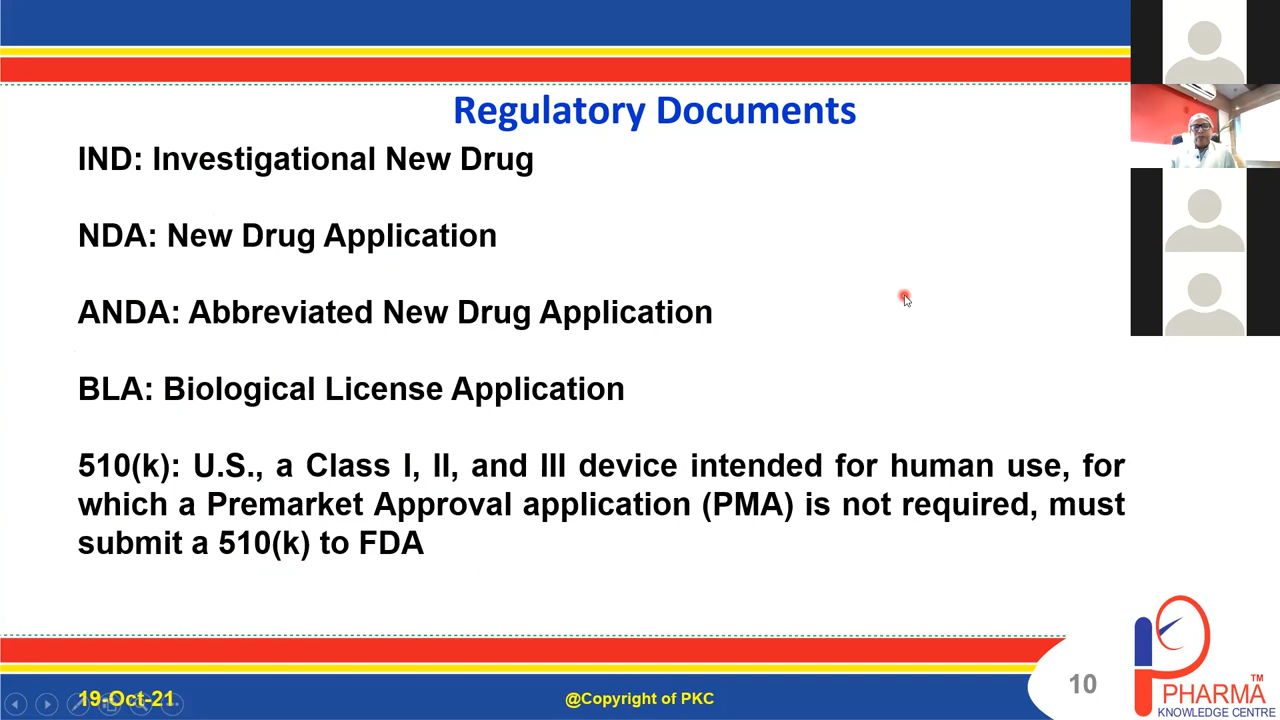 Regulatory Documents
IND: Investigational New Drug
NDA: New Drug Application
ANDA: Abbreviated New Drug Application
BLA: Biological License Application
510(k): U.S., a Class I, II, and III device intended for human use, for
which a Premarket Approval application (PMA) is not required, must
submit a 510(k) to FDA
19-Oct-21
@Copyright of PKC
10
PHARMA™
KNOWLEDGE CENTRE